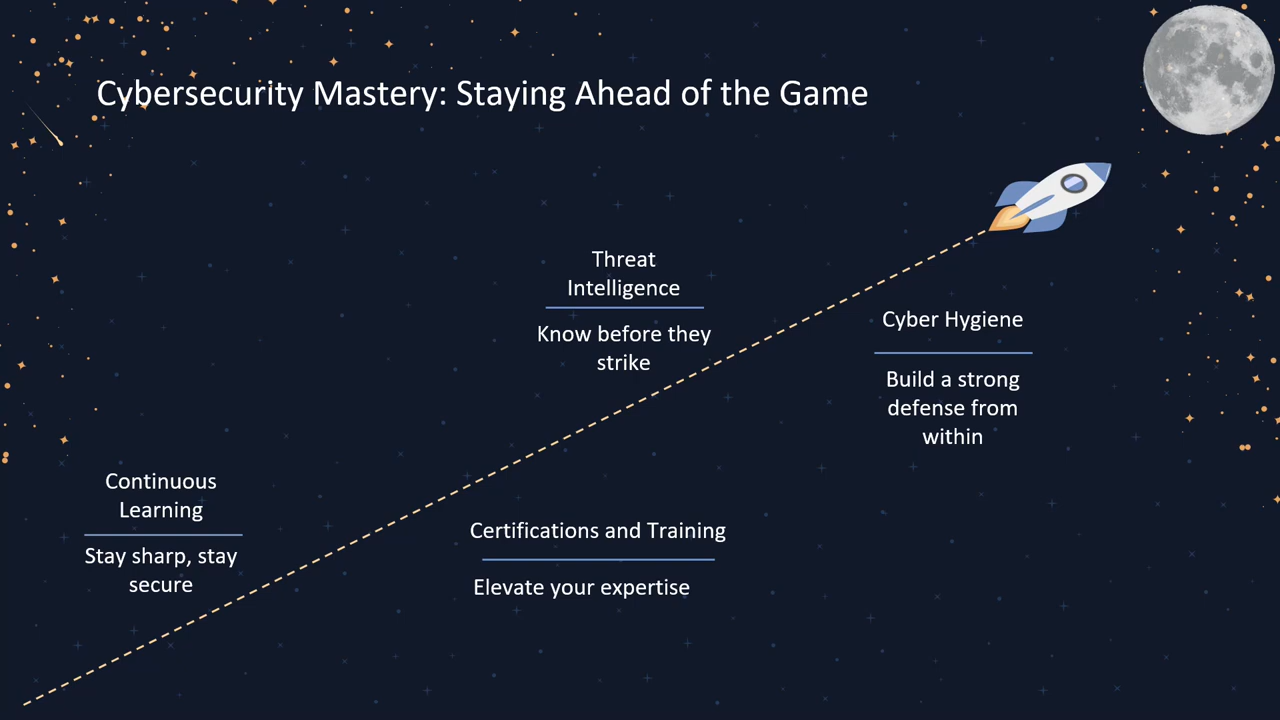 Cybersecurity Mastery: Staying Ahead of the Game
Threat
Intelligence
Know before they
strike
Cyber Hygiene
Build a strong
defense from
within
Continuous
Learning
Stay sharp, stay
secure
Certifications and Training
Elevate your expertise